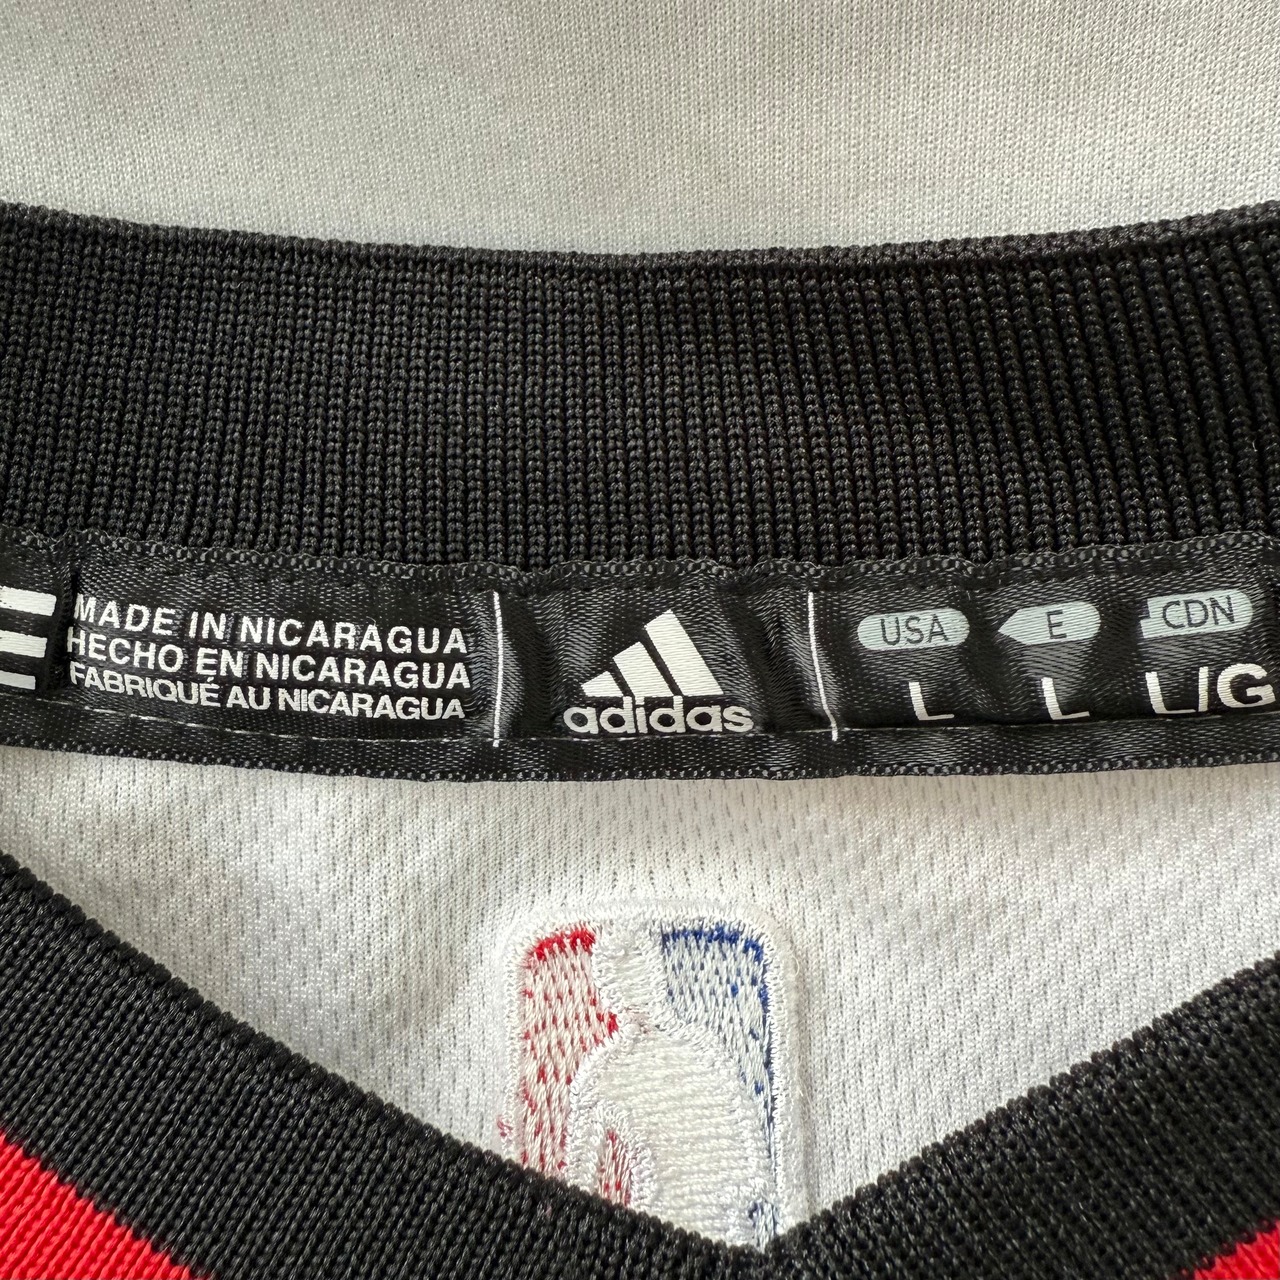 MADE IN NICARAGUA
HECHO EN NICARAGUA
FABRIQUÉ AU NICARAGUA
adidas
USA E CDN
L L L/G